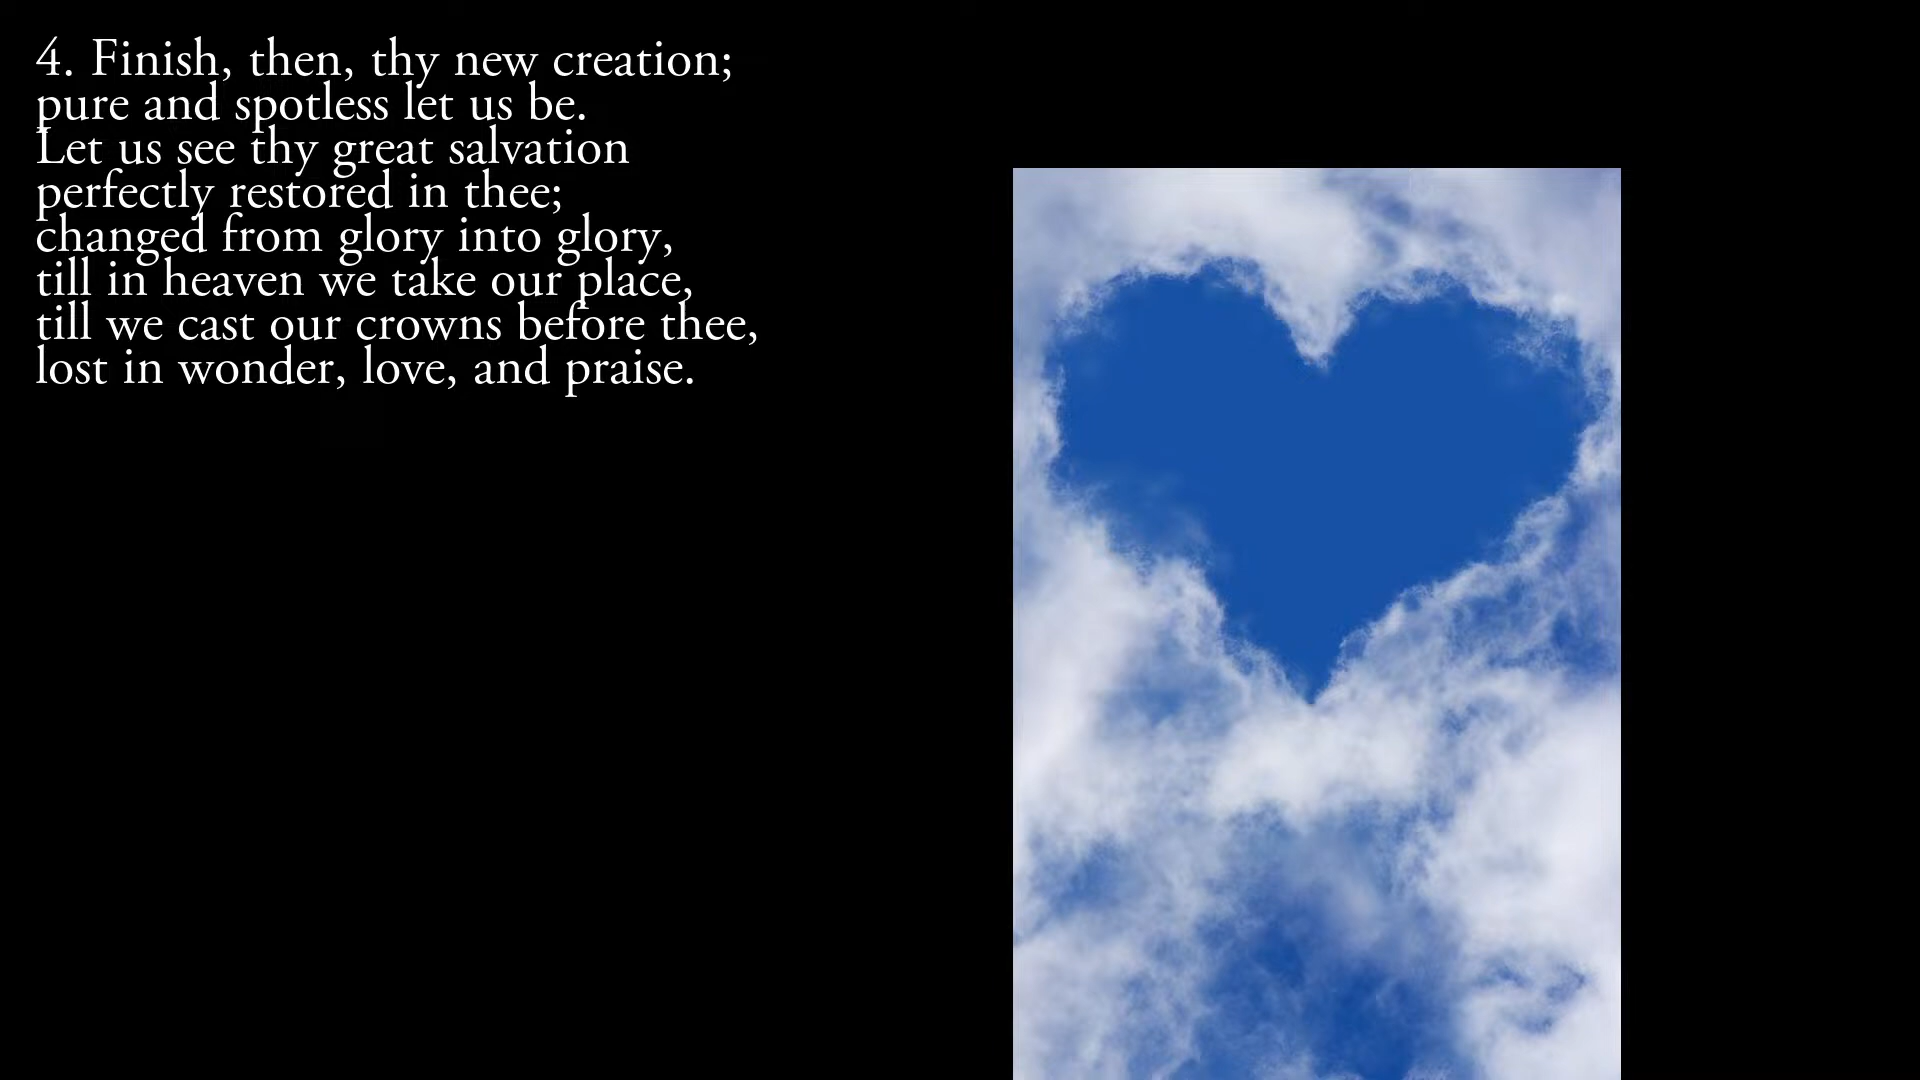 4. Finish, then, thy new creation;
pure and spotless let us be.
Let us see thy great salvation
perfectly restored in thee;
changed from glory into glory,
till in heaven we take our place,
till we cast our crowns before thee,
lost in wonder, love, and praise.